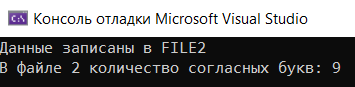 Консоль отладки Microsoft Visual Studio
Данные записаны в FILE2
В файле 2 количество согласных букв: 9